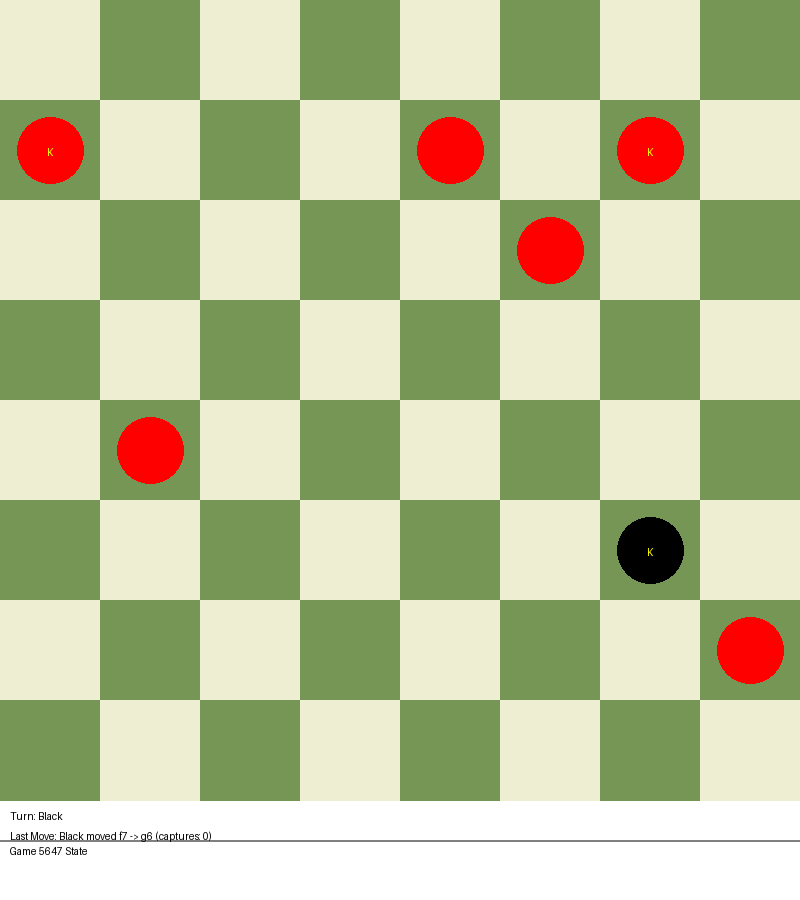 K
K
K
Turn: Black
Last Move: Black moved f7 -> g6 (captures: 0)
Game 5647 State